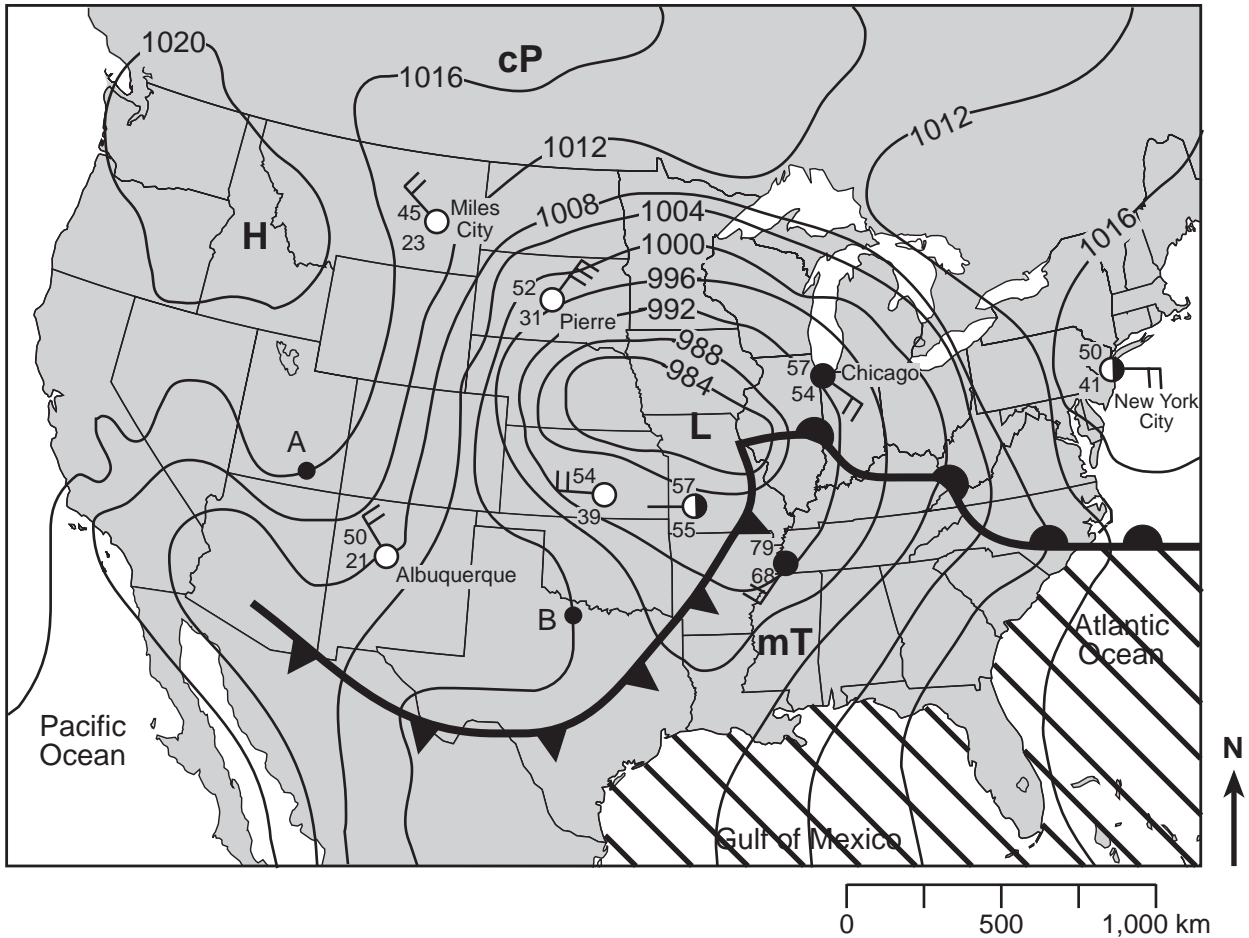 1020
cP
1016
1012
1012
1008
1004
1000
996
992
988
984
1016
H
45
Miles
City
23
52
31
Pierre
57
54
Chicago
50
41
New York
City
A
L
54
39
57
55
50
21
Albuquerque
79
68
B
mT
Atlantic
Ocean
Pacific
Ocean
Gulf of Mexico
N
0 500 1,000 km